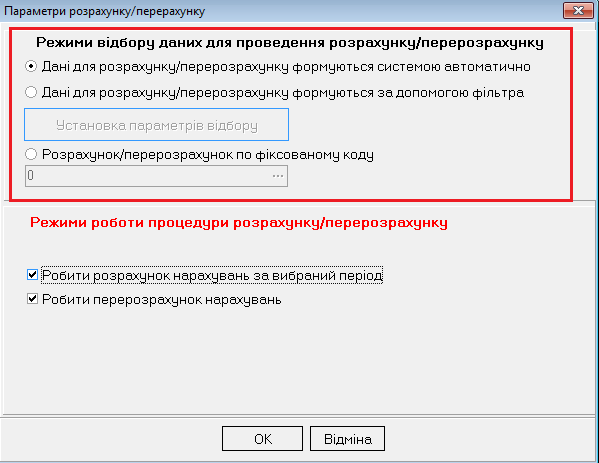 Параметри розрахунку/перерахунку
Режими відбору даних для проведення розрахунку/перерозрахунку
Дані для розрахунку/перерозрахунку формуються системою автоматично
Дані для розрахунку/перерозрахунку формуються за допомогою фільтра
Установка параметрів відбору
Розрахунок/перерозрахунок по фіксованому коду
0 ...
Режими роботи процедури розрахунку/перерозрахунку
Робити розрахунок нарахувань за вибраний період
Робити перерозрахунок нарахувань
OK Відміна